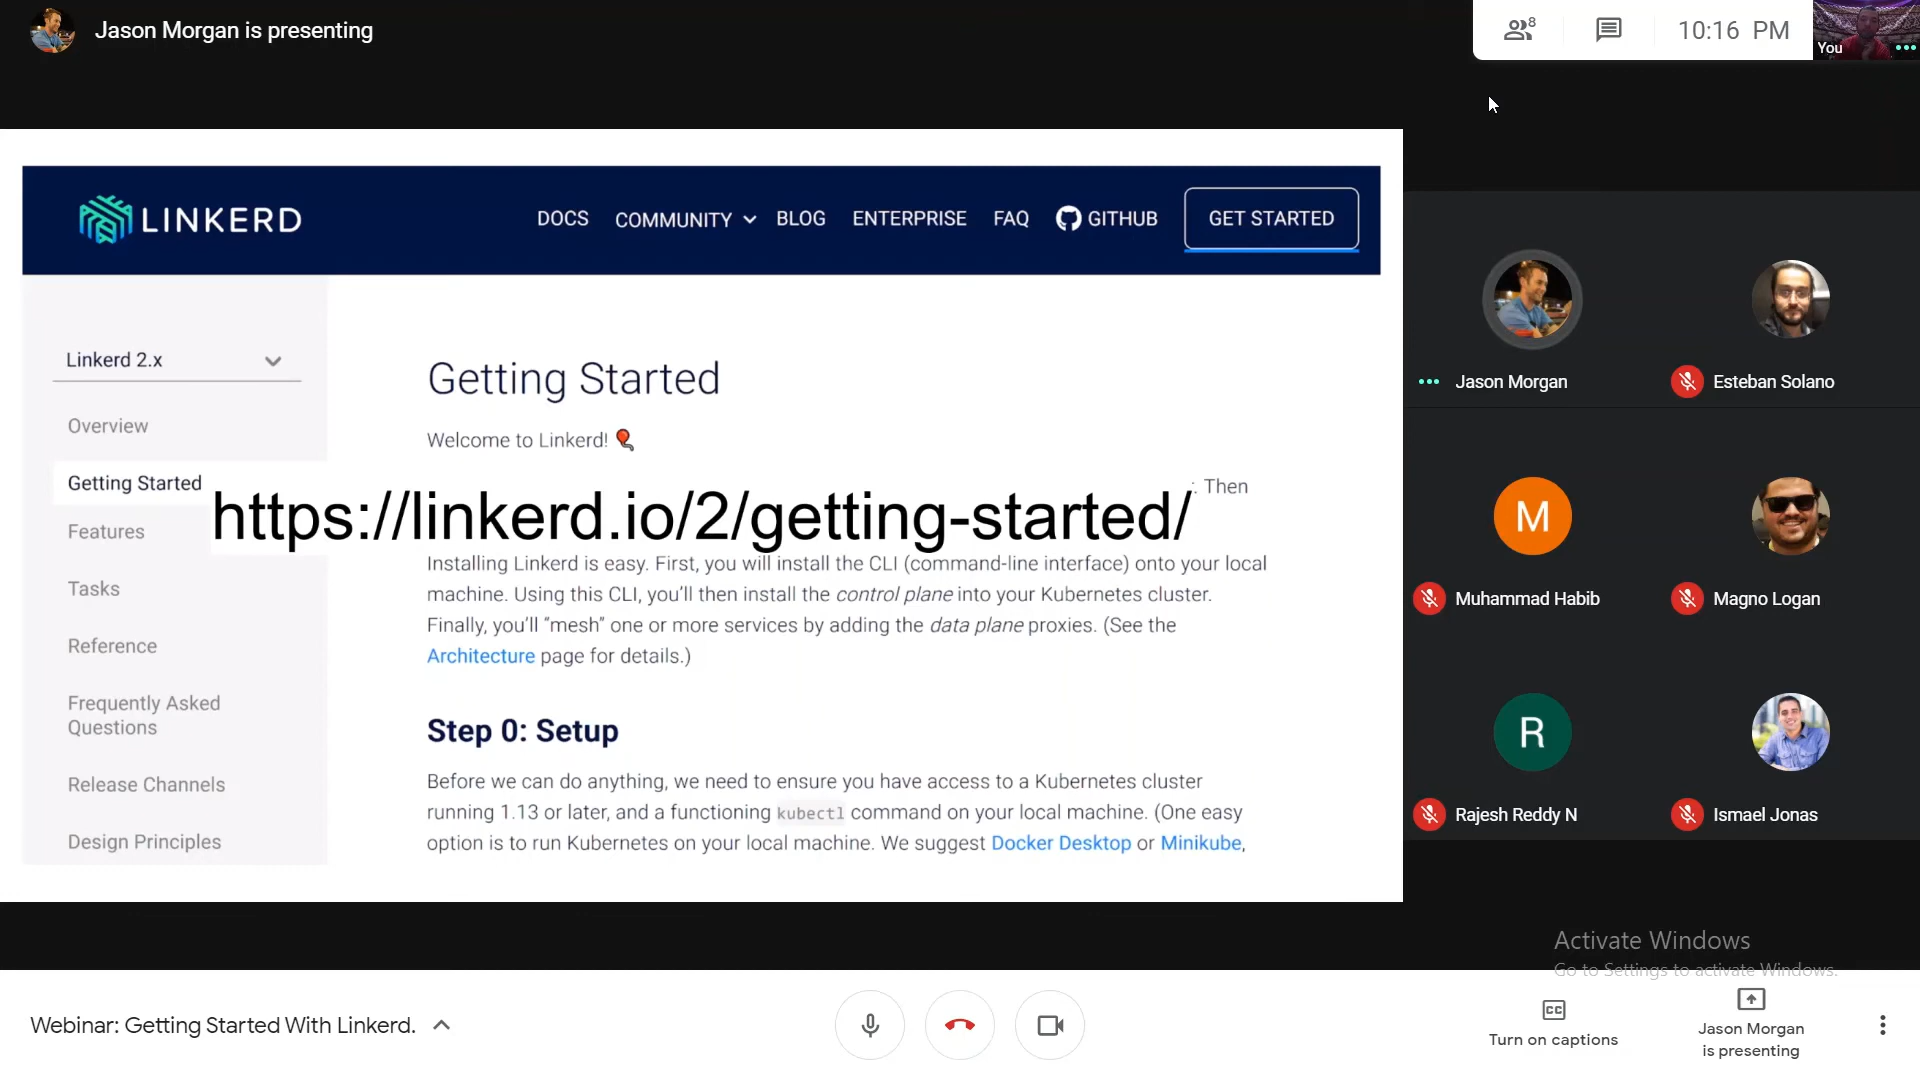 Jason Morgan is presenting
8
10:16 PM
You
LINKERD
DOCS COMMUNITY BLOG ENTERPRISE FAQ GITHUB GET STARTED
Linkerd 2.x
Overview
Getting Started
Features
Tasks
Reference
Frequently Asked
Questions
Release Channels
Design Principles
Getting Started
Welcome to Linkerd!
Then
https://linkerd.io/2/getting-started/
Installing Linkerd is easy. First, you will install the CLI (command-line interface) onto your local
machine. Using this CLI, you’ll then install the control plane into your Kubernetes cluster.
Finally, you’ll “mesh” one or more services by adding the data plane proxies. (See the
Architecture page for details.)
Step 0: Setup
Before we can do anything, we need to ensure you have access to a Kubernetes cluster
running 1.13 or later, and a functioning kubectl command on your local machine. (One easy
option is to run Kubernetes on your local machine. We suggest Docker Desktop or Minikube,
Jason Morgan
Esteban Solano
M
Muhammad Habib
Magno Logan
R
Rajesh Reddy N
Ismael Jonas
Activate Windows
Go to Settings to activate Windows.
Webinar: Getting Started With Linkerd.
CC
Turn on captions
Jason Morgan
is presenting